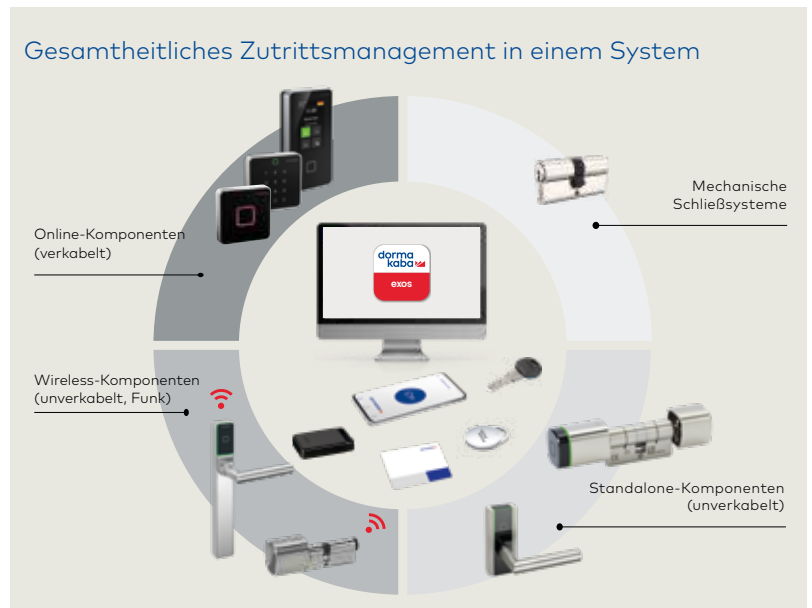 Gesamtheitliches Zutrittsmanagement in einem System
Mechanische
Schließsysteme
Online-Komponenten
(verkabelt)
dorma
kaba
exos
Wireless-Komponenten
(unverkabelt, Funk)
Standalone-Komponenten
(unverkabelt)